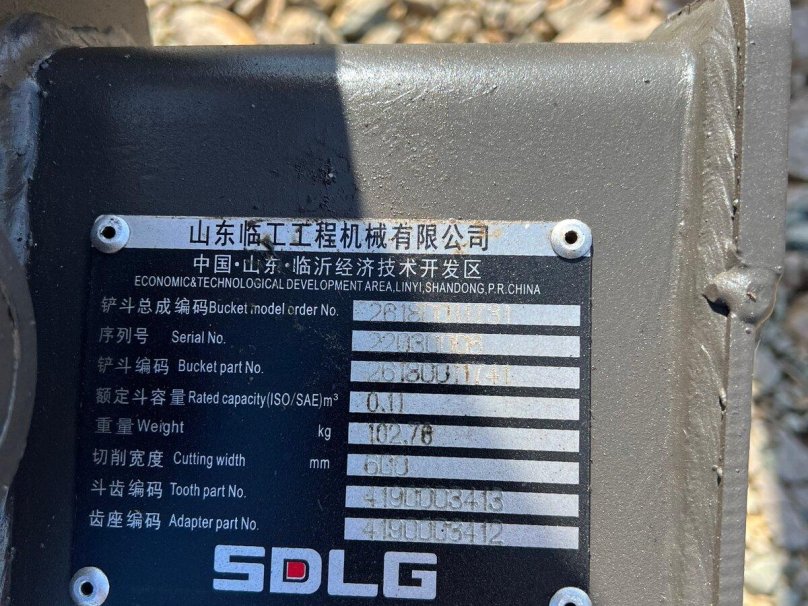 山东临工工程机械有限公司
中国·山东·临沂经济技术开发区
ECONOMIC&TECHNOLOGICAL DEVELOPMENT AREA,LINYI,SHANDONG,P.R.CHINA
铲斗总成编码Bucket model order No.
序列号 Serial No.
铲斗编码 Bucket part No.
额定斗容量Rated capacity(ISO/SAE)m³ 0.11
重量Weight kg 102.78
切削宽度 Cutting width mm 600
斗齿编码 Tooth part No. 4190003413
齿座编码 Adapter part No. 4190003412
SDLG